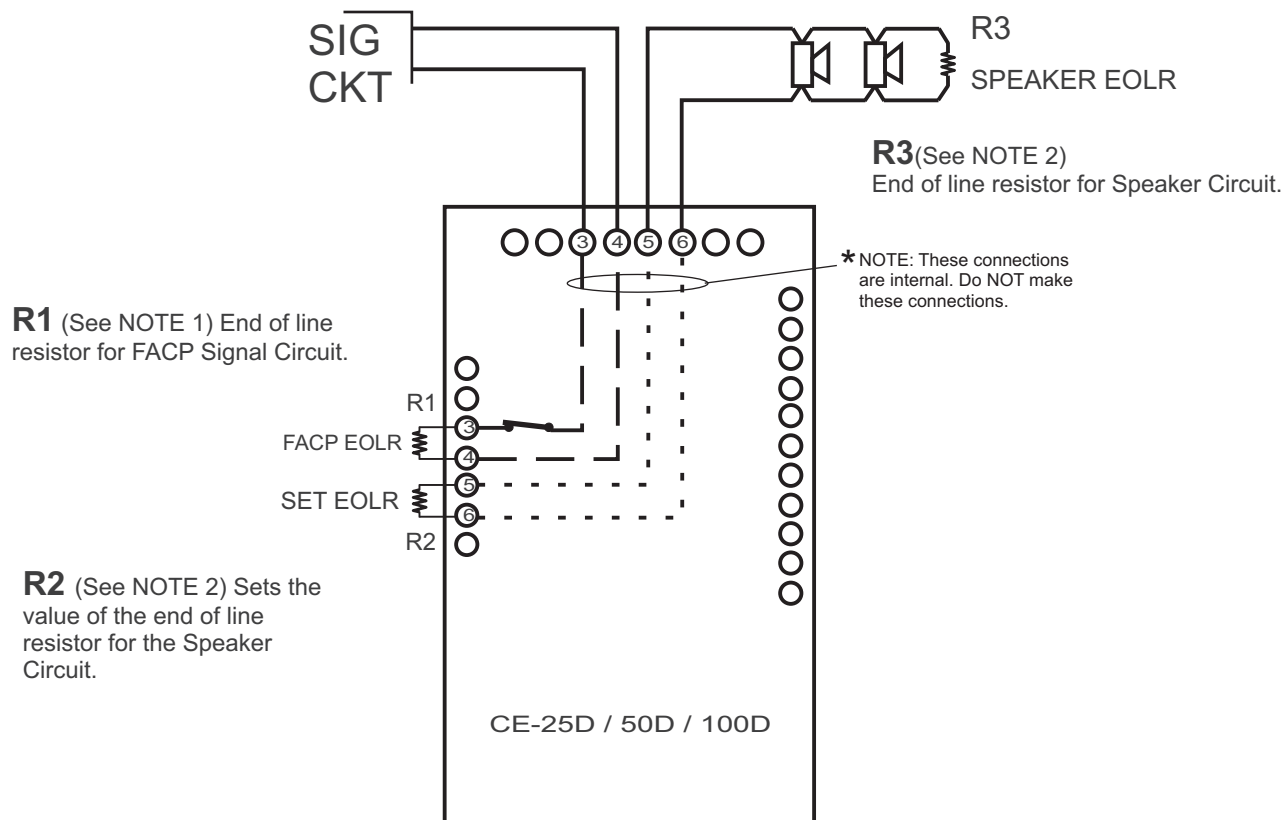 SIG
CKT
R3
SPEAKER EOLR
R3(See NOTE 2)
End of line resistor for Speaker Circuit.
3 4 5 6
* NOTE: These connections
are internal. Do NOT make
these connections.
R1 (See NOTE 1) End of line
resistor for FACP Signal Circuit.
R1
3
FACP EOLR
4
5
SET EOLR
6
R2
R2 (See NOTE 2) Sets the
value of the end of line
resistor for the Speaker
Circuit.
CE-25D / 50D / 100D